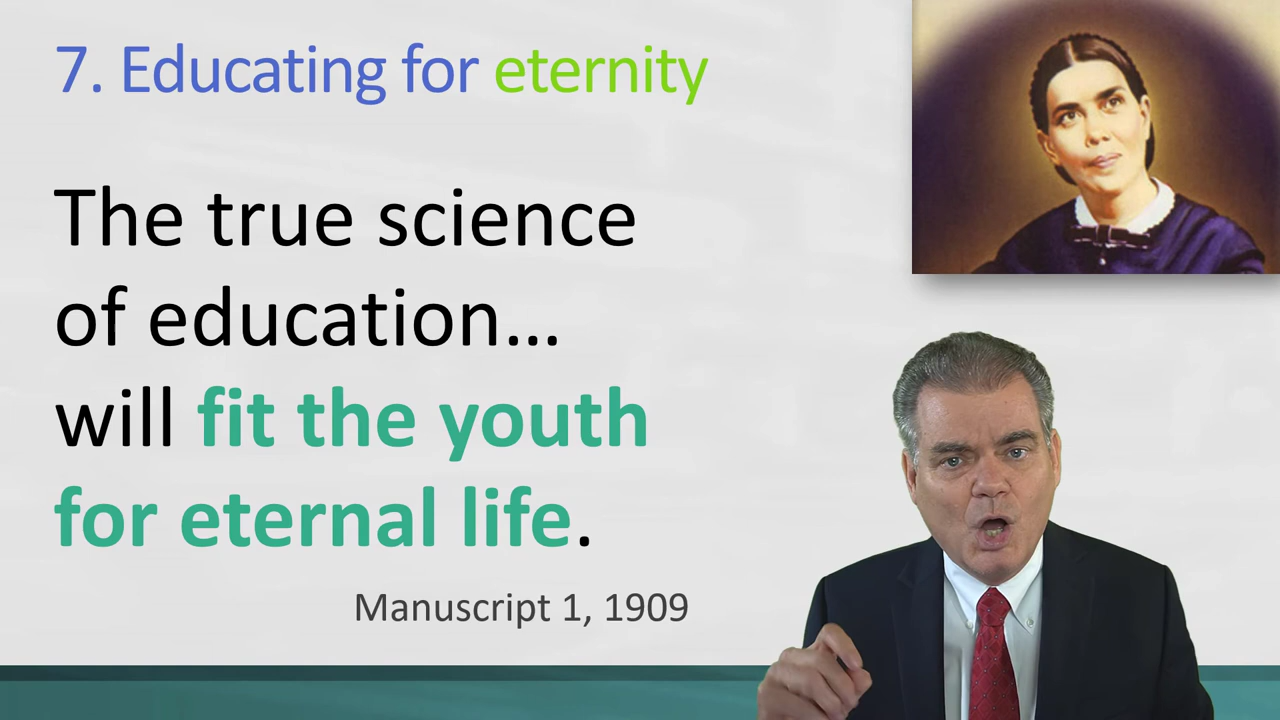 7. Educating for eternity
The true science
of education…
will fit the youth
for eternal life.
Manuscript 1, 1909